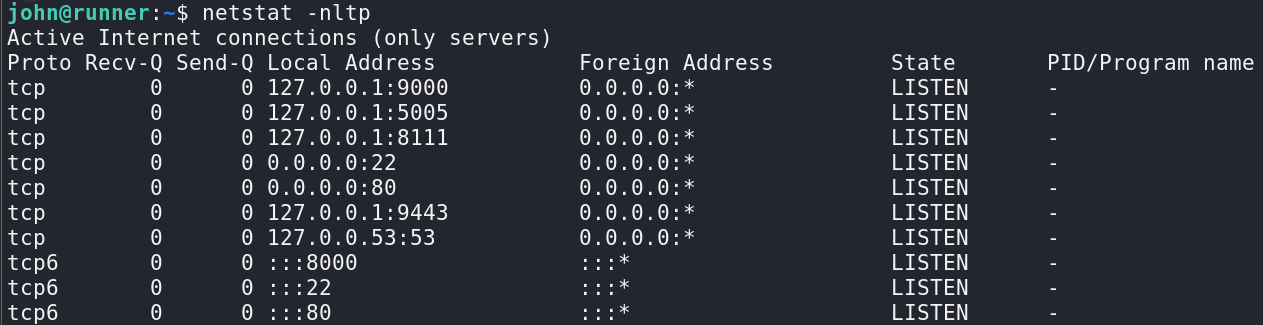 john@runner:~$ netstat -nltp
Active Internet connections (only servers)
Proto Recv-Q Send-Q Local Address           Foreign Address         State       PID/Program name
tcp        0      0 127.0.0.1:9000          0.0.0.0:*               LISTEN      -
tcp        0      0 127.0.0.1:5005          0.0.0.0:*               LISTEN      -
tcp        0      0 127.0.0.1:8111          0.0.0.0:*               LISTEN      -
tcp        0      0 0.0.0.0:22              0.0.0.0:*               LISTEN      -
tcp        0      0 0.0.0.0:80              0.0.0.0:*               LISTEN      -
tcp        0      0 127.0.0.1:9443          0.0.0.0:*               LISTEN      -
tcp        0      0 127.0.0.53:53           0.0.0.0:*               LISTEN      -
tcp6       0      0 :::8000                 :::*                    LISTEN      -
tcp6       0      0 :::22                   :::*                    LISTEN      -
tcp6       0      0 :::80                   :::*                    LISTEN      -